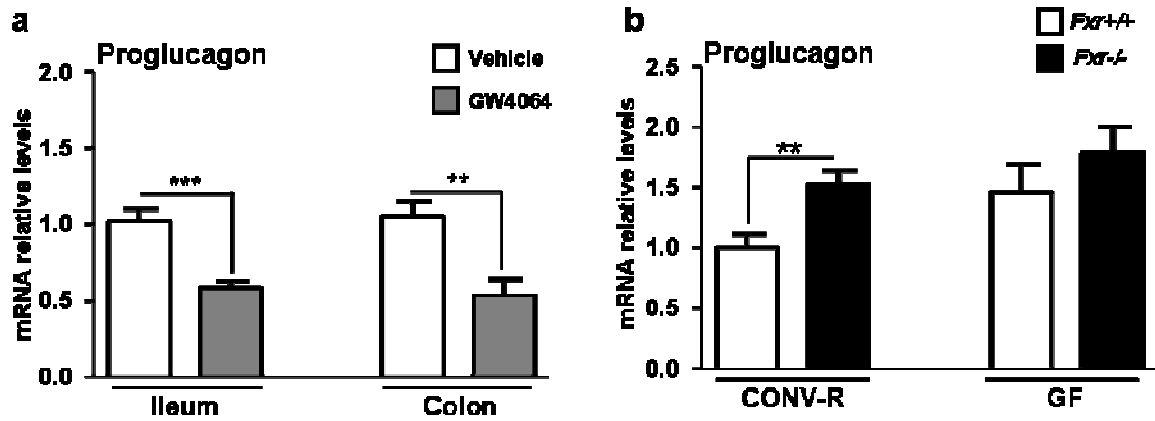 a
Proglucagon
Vehicle
GW4064
mRNA relative levels
2.0
1.5
1.0
0.5
0.0
***
**
Ileum
Colon
b
Proglucagon
Fxr+/+
Fxr-/-
mRNA relative levels
2.5
2.0
1.5
1.0
0.5
0.0
**
CONV-R
GF